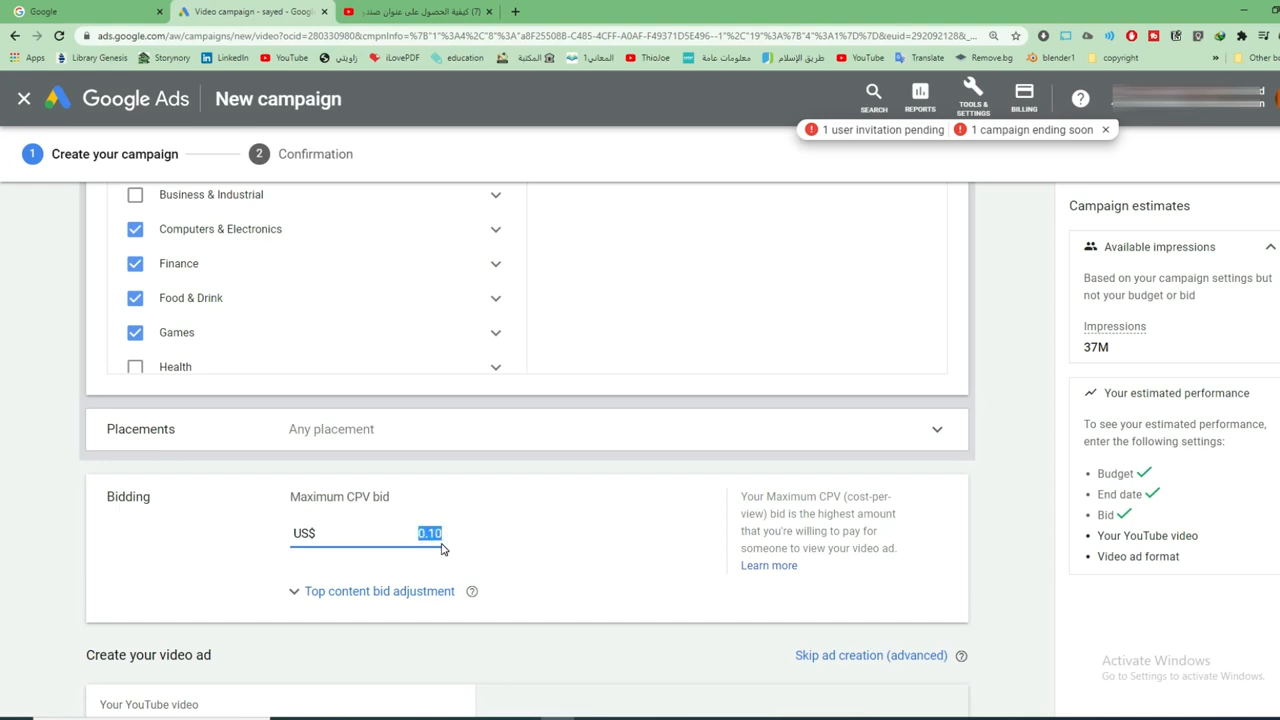 Google
Video campaign - sayed - Googl
(7) كيفية الحصول على عنوان صندو
ads.google.com/aw/campaigns/new/video?ocid=280330980&cmpnInfo=%7B"1"%3A4%2C"8"%3A"a8F25508B-C485-4CFF-A0AF-F49371D5E496--1"%2C"19"%3A%7B"4"%3A1%7D%7D&euid=292092128&_...
Apps Library Genesis Storynory LinkedIn YouTube زاويتي iLovePDF education المكتبة المعاني1 ThioJoe معلومات عامة طريق الإسلام YouTube Translate Remove.bg blender1 copyright » Other bo
Google Ads New campaign
SEARCH REPORTS TOOLS & SETTINGS BILLING
1 user invitation pending 1 campaign ending soon
1 Create your campaign 2 Confirmation
Business & Industrial
Computers & Electronics
Finance
Food & Drink
Games
Health
Placements Any placement
Bidding Maximum CPV bid
US$ 0.10
Your Maximum CPV (cost-per-
view) bid is the highest amount
that you're willing to pay for
someone to view your video ad.
Learn more
Top content bid adjustment
Create your video ad Skip ad creation (advanced)
Your YouTube video
Campaign estimates
Available impressions
Based on your campaign settings but
not your budget or bid
Impressions
37M
Your estimated performance
To see your estimated performance,
enter the following settings:
Budget
End date
Bid
Your YouTube video
Video ad format
Activate Windows
Go to Settings to activate Windows.